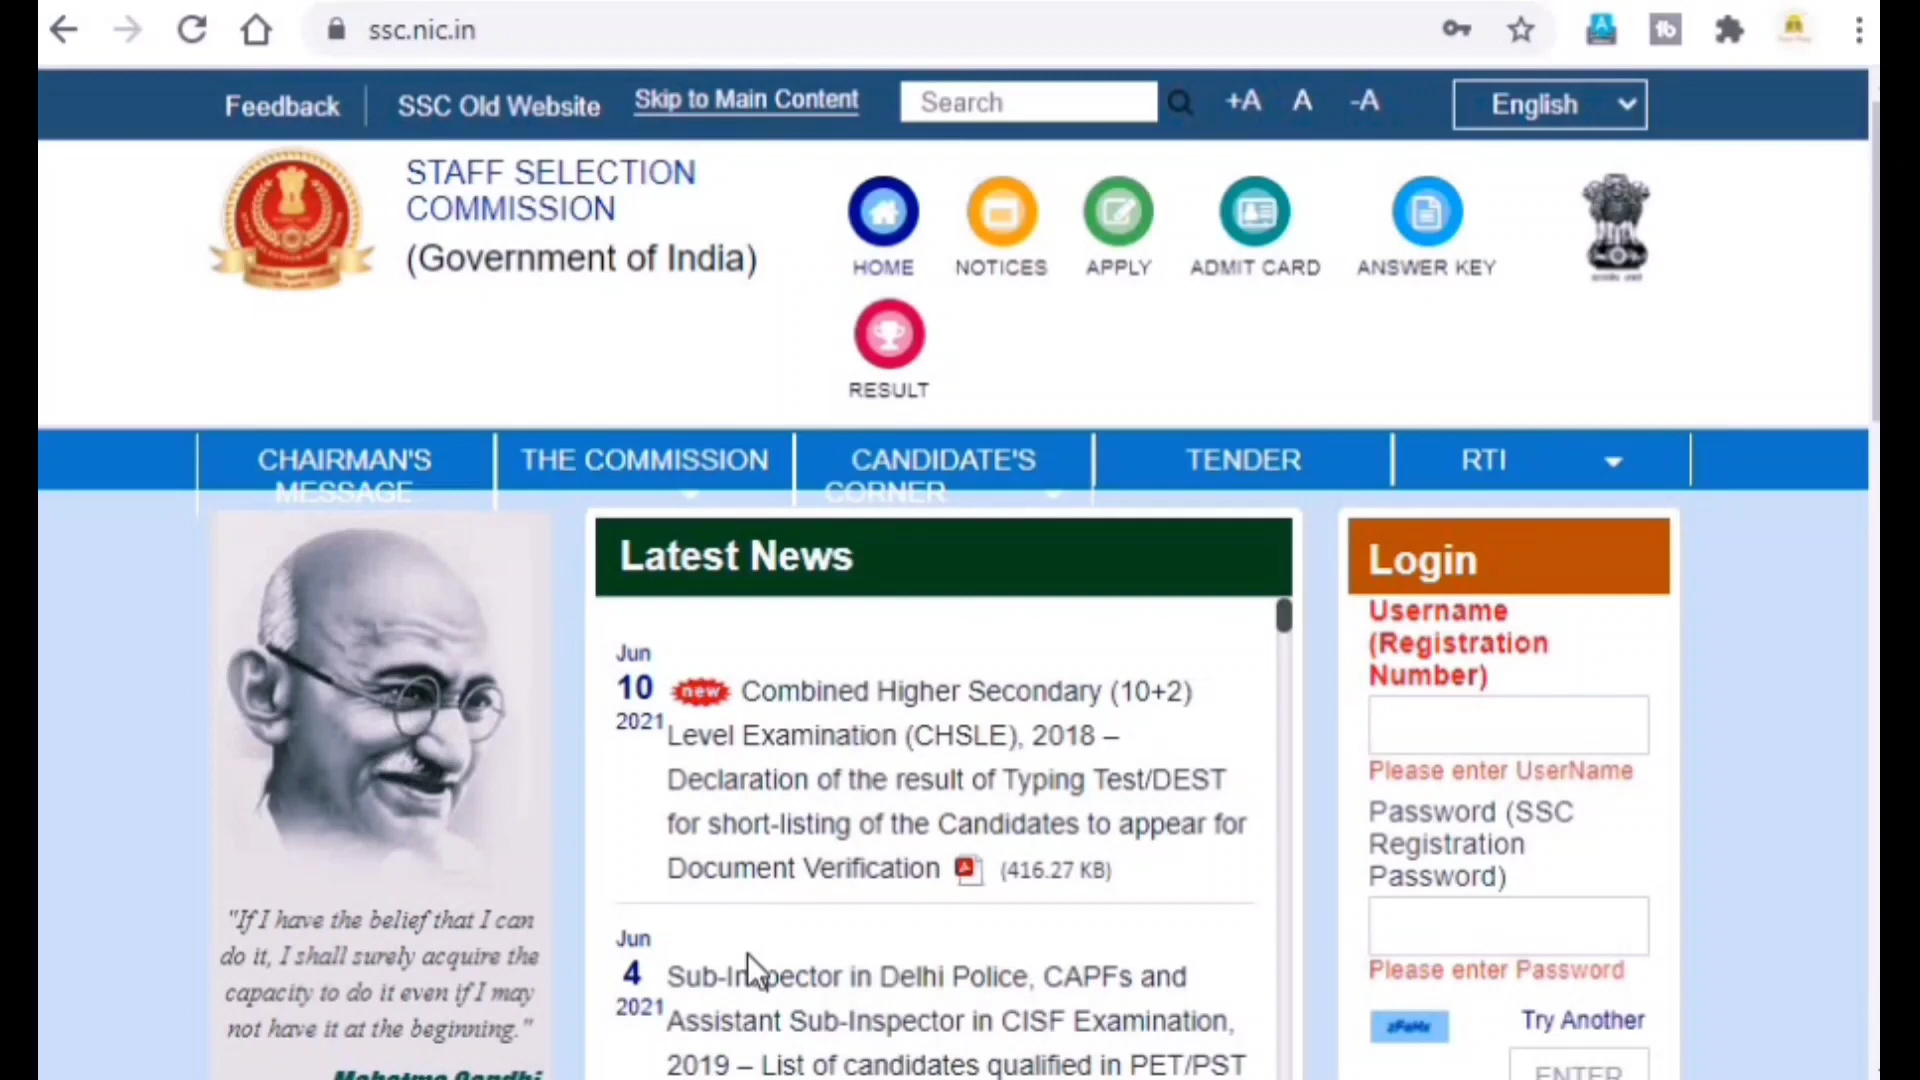 ssc.nic.in
Feedback
SSC Old Website
Skip to Main Content
Search
+A A -A
English
STAFF SELECTION
COMMISSION
(Government of India)
HOME
NOTICES
APPLY
ADMIT CARD
ANSWER KEY
RESULT
CHAIRMAN'S
MESSAGE
THE COMMISSION
CANDIDATE'S
CORNER
TENDER
RTI
"If I have the belief that I can
do it, I shall surely acquire the
capacity to do it even if I may
not have it at the beginning."
Mahatma Gandhi
Latest News
Jun
10
2021
new Combined Higher Secondary (10+2)
Level Examination (CHSLE), 2018 –
Declaration of the result of Typing Test/DEST
for short-listing of the Candidates to appear for
Document Verification (416.27 KB)
Jun
4
2021
Sub-Inspector in Delhi Police, CAPFs and
Assistant Sub-Inspector in CISF Examination,
2019 – List of candidates qualified in PET/PST
Login
Username
(Registration
Number)
Please enter UserName
Password (SSC
Registration
Password)
Please enter Password
Try Another
ENTER